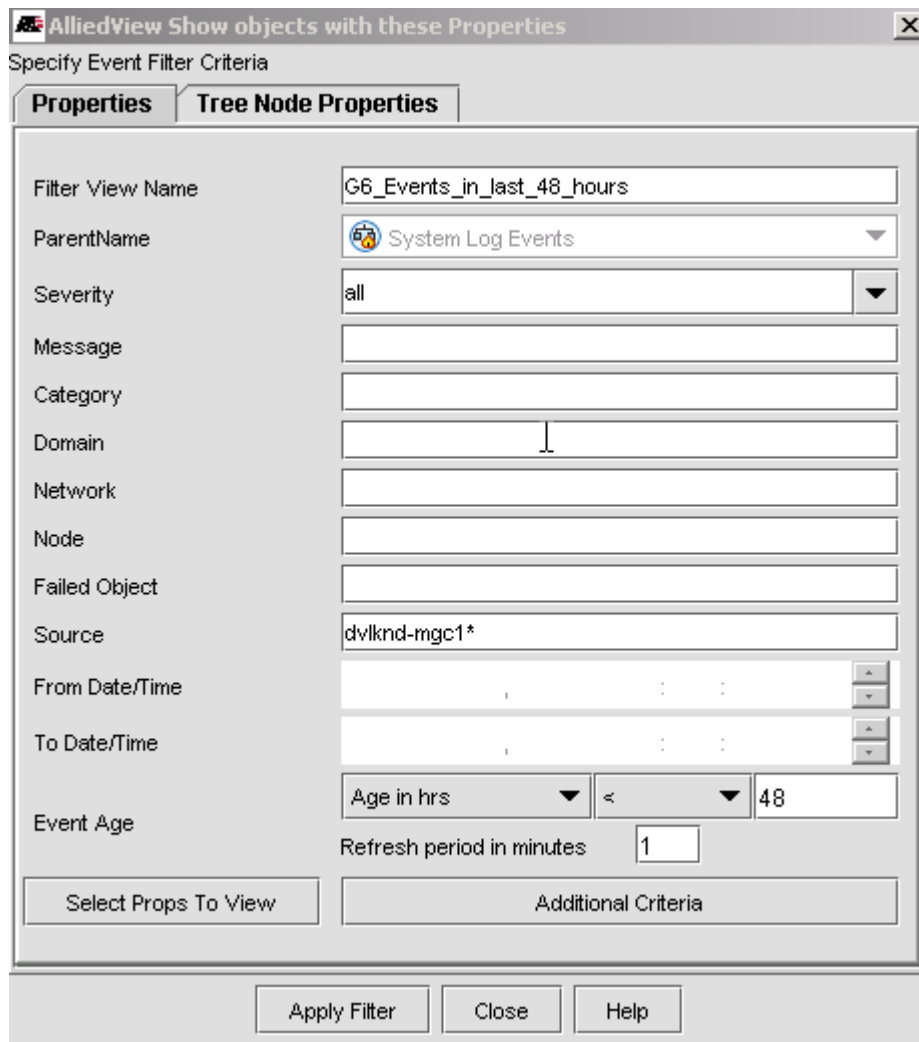 AlliedView Show objects with these Properties
Specify Event Filter Criteria
Properties Tree Node Properties
Filter View Name G6_Events_in_last_48_hours
ParentName System Log Events
Severity all
Message
Category
Domain
Network
Node
Failed Object
Source dvlknd-mgc1*
From Date/Time , : :
To Date/Time , : :
Event Age Age in hrs < 48
Refresh period in minutes 1
Select Props To View Additional Criteria
Apply Filter Close Help